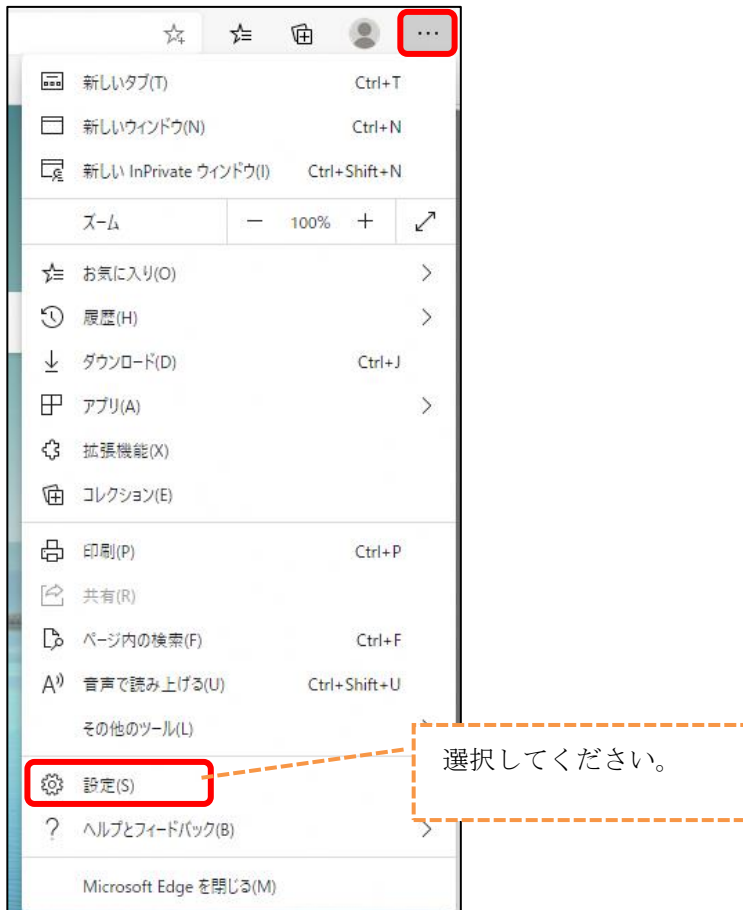 新しいタブ(T) Ctrl+T
新しいウィンドウ(N) Ctrl+N
新しい InPrivate ウィンドウ(I) Ctrl+Shift+N
ズーム 100%
お気に入り(O)
履歴(H)
ダウンロード(D) Ctrl+J
アプリ(A)
拡張機能(X)
コレクション(E)
印刷(P) Ctrl+P
共有(R)
ページ内の検索(F) Ctrl+F
音声で読み上げる(U) Ctrl+Shift+U
その他のツール(L)
選択してください。
設定(S)
ヘルプとフィードバック(B)
Microsoft Edge を閉じる(M)